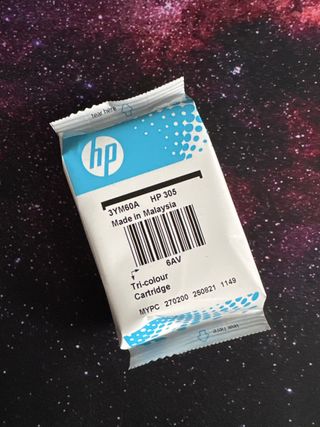 tear here
hp
3YM60A HP 305
Made in Malaysia
6AV
Tri-colour
Cartridge
MYPC 270200 250821 1149
tear here